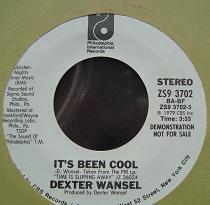 Philadelphia
International
Records
Publisher:
Mighty
Three Music
(BMI)
Recorded at
Sigma Sound
Studios,
Phila., Pa.
Mastered at
Frankford/Wayne
Recording Labs.
Phila., Pa.
TSOP
"The Sound Of
Philadelphia" T.M.
STEREO
ZS9 3702
BA-BF
ZS9 3702-3
℗ 1979 CBS Inc.
Time: 3:33
DEMONSTRATION
NOT FOR SALE
IT'S BEEN COOL
-D. Wansel- Taken From The PIR Lp:
"TIME IS SLIPPING AWAY" JZ 36024
DEXTER WANSEL
Produced by Dexter Wansel
52 Street, New York City